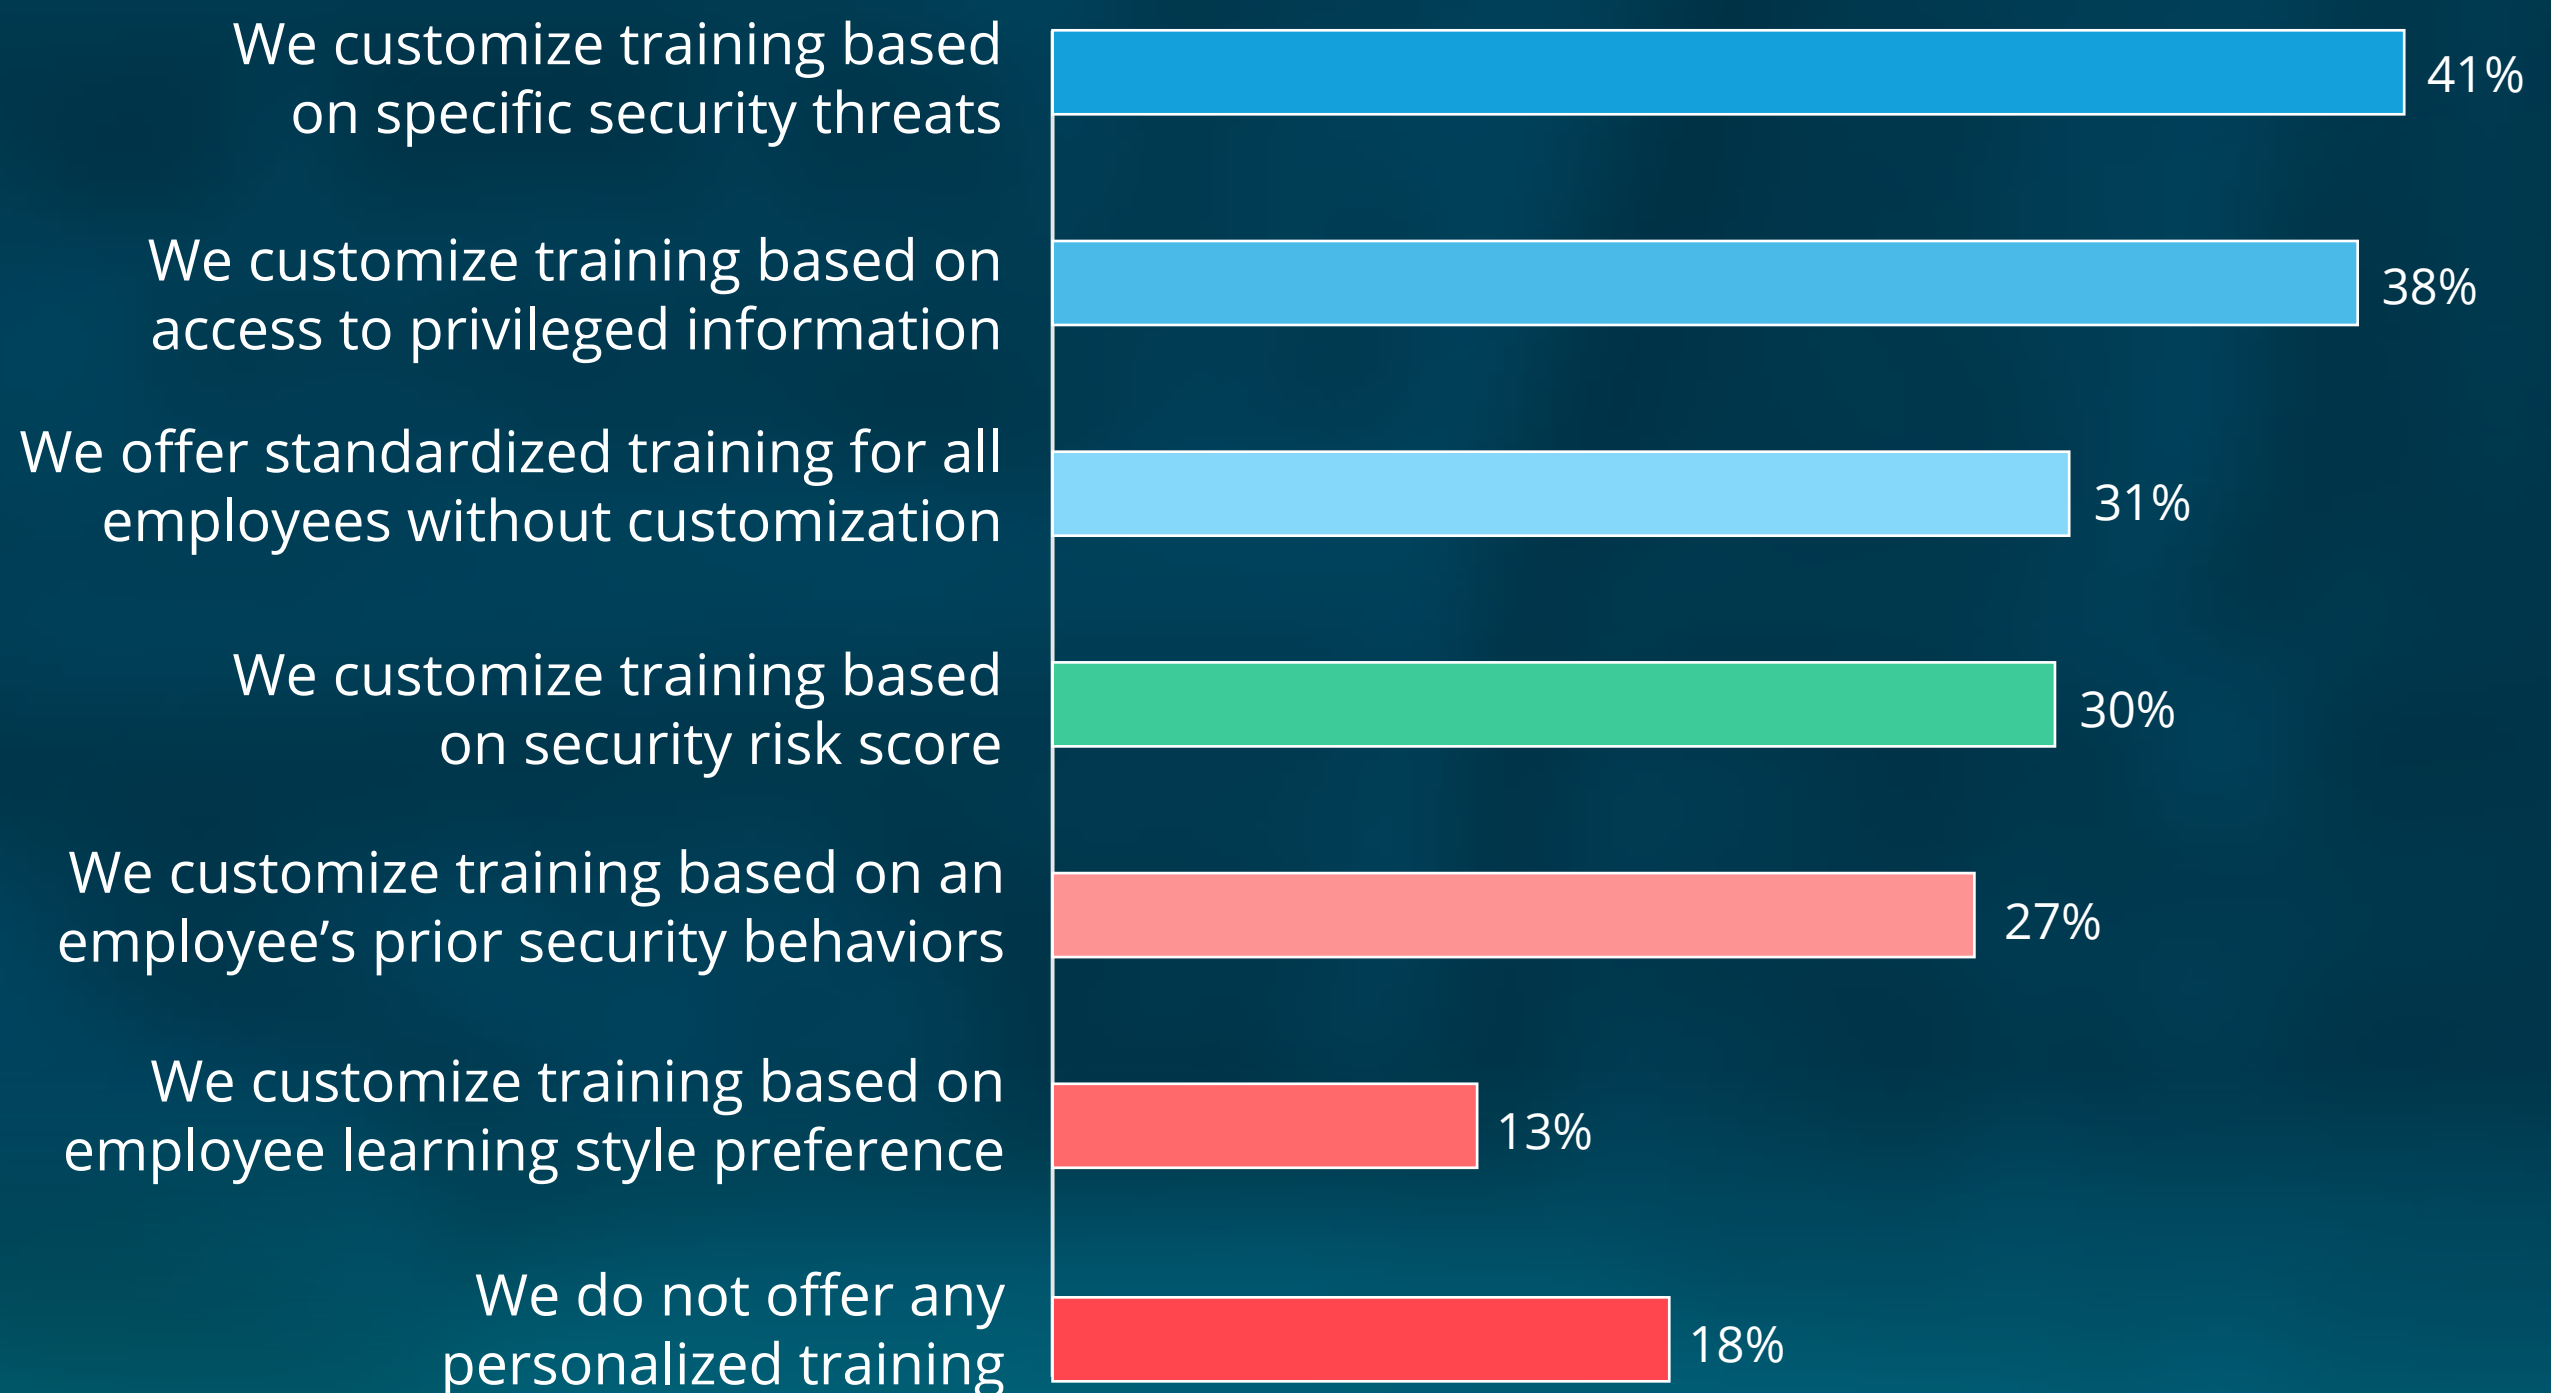 We customize training based
on specific security threats
41%
We customize training based on
access to privileged information
38%
We offer standardized training for all
employees without customization
31%
We customize training based
on security risk score
30%
We customize training based on an
employee’s prior security behaviors
27%
We customize training based on
employee learning style preference
13%
We do not offer any
personalized training
18%